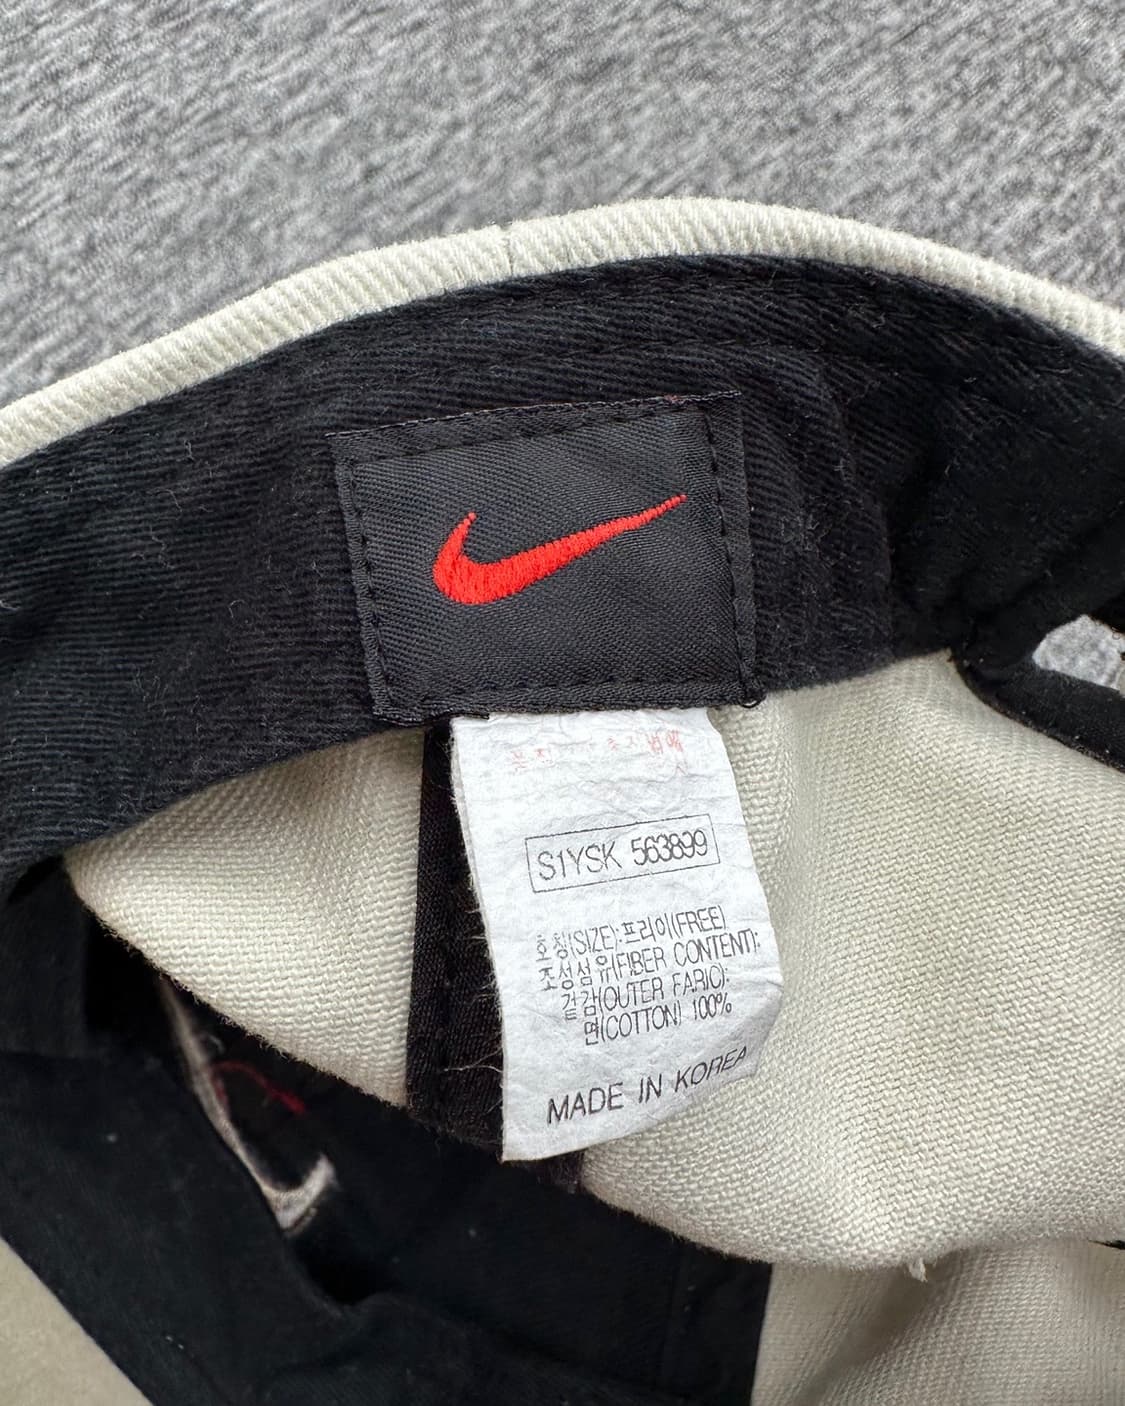 S1YSK 563899
호칭(SIZE):프리이(FREE)
조성섬유(FIBER CONTENT):
겉감(OUTER FARIC):
면(COTTON) 100%
MADE IN KOREA